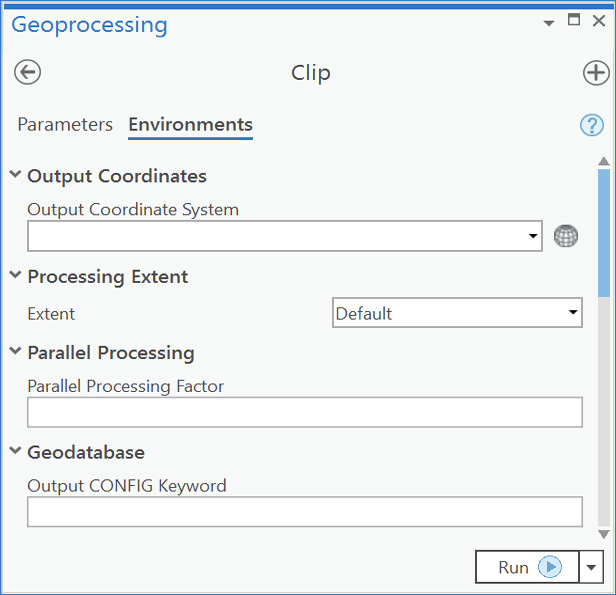 Geoprocessing
Clip
Parameters Environments
?
Output Coordinates
Output Coordinate System
Processing Extent
Extent Default
Parallel Processing
Parallel Processing Factor
Geodatabase
Output CONFIG Keyword
Run